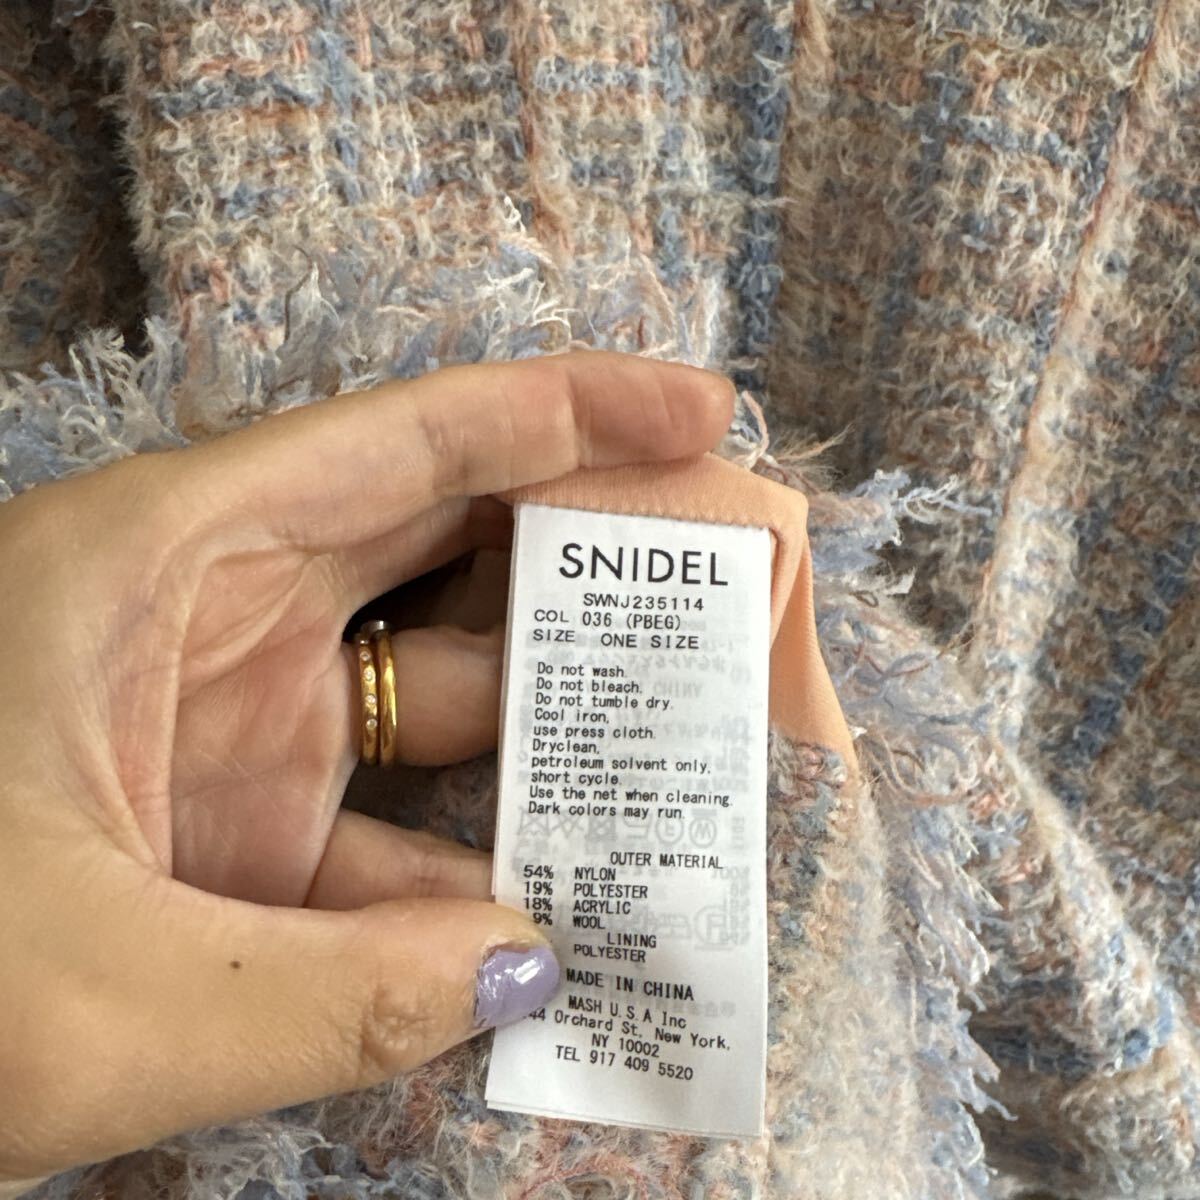 SNIDEL
SWNJ235114
COL 036 (PBEG)
SIZE ONE SIZE
Do not wash.
Do not bleach.
Do not tumble dry.
Cool iron,
use press cloth.
Dryclean,
petroleum solvent only,
short cycle.
Use the net when cleaning.
Dark colors may run.
OUTER MATERIAL
54% NYLON
19% POLYESTER
18% ACRYLIC
9% WOOL
LINING
POLYESTER
MADE IN CHINA
MASH U.S.A Inc
44 Orchard St, New York,
NY 10002
TEL 917 409 5520